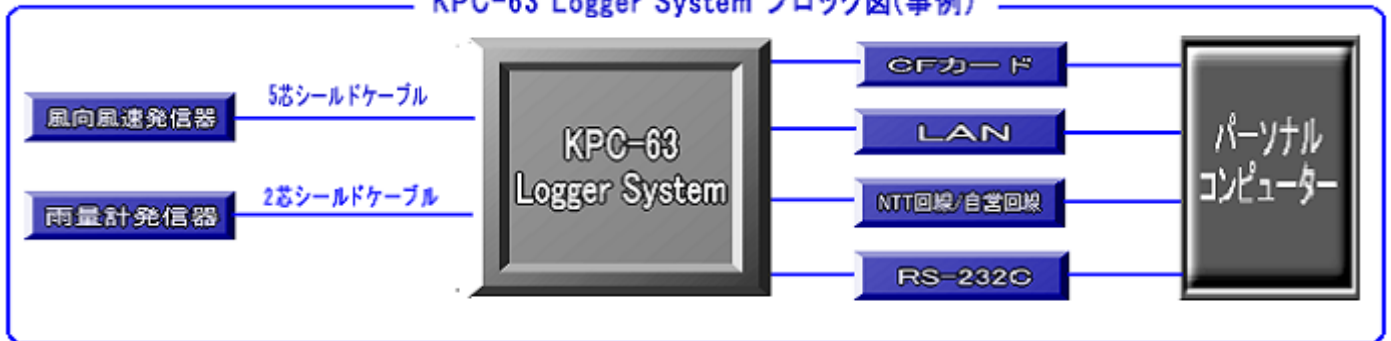 KPC-63 Logger System ブロック図(事例)
風向風速発信器
5芯シールドケーブル
雨量計発信器
2芯シールドケーブル
KPC-63
Logger System
CFカード
LAN
NTT回線/自営回線
RS-232C
パーソナル
コンピューター